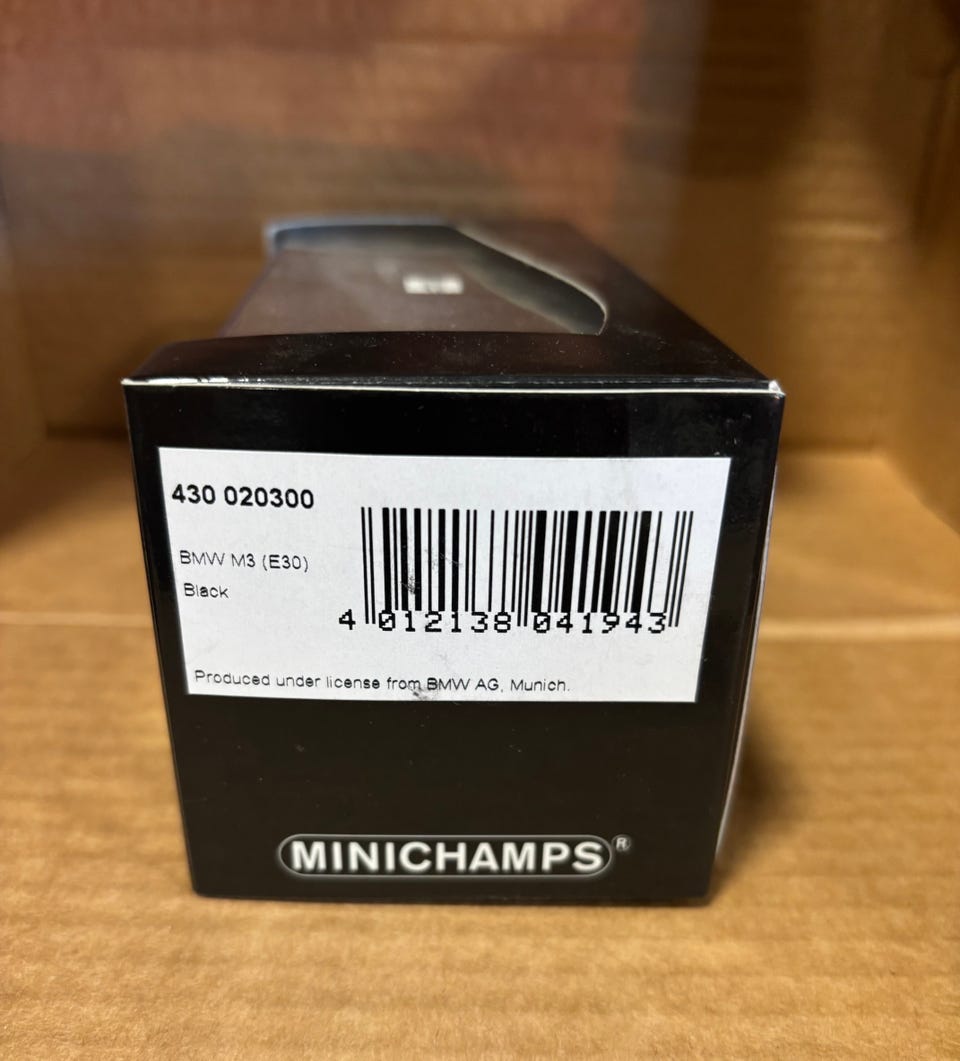 430 020300
BMW M3 (E30)
Black
4 012138 041943
Produced under license from BMW AG, Munich.
MINICHAMPS®